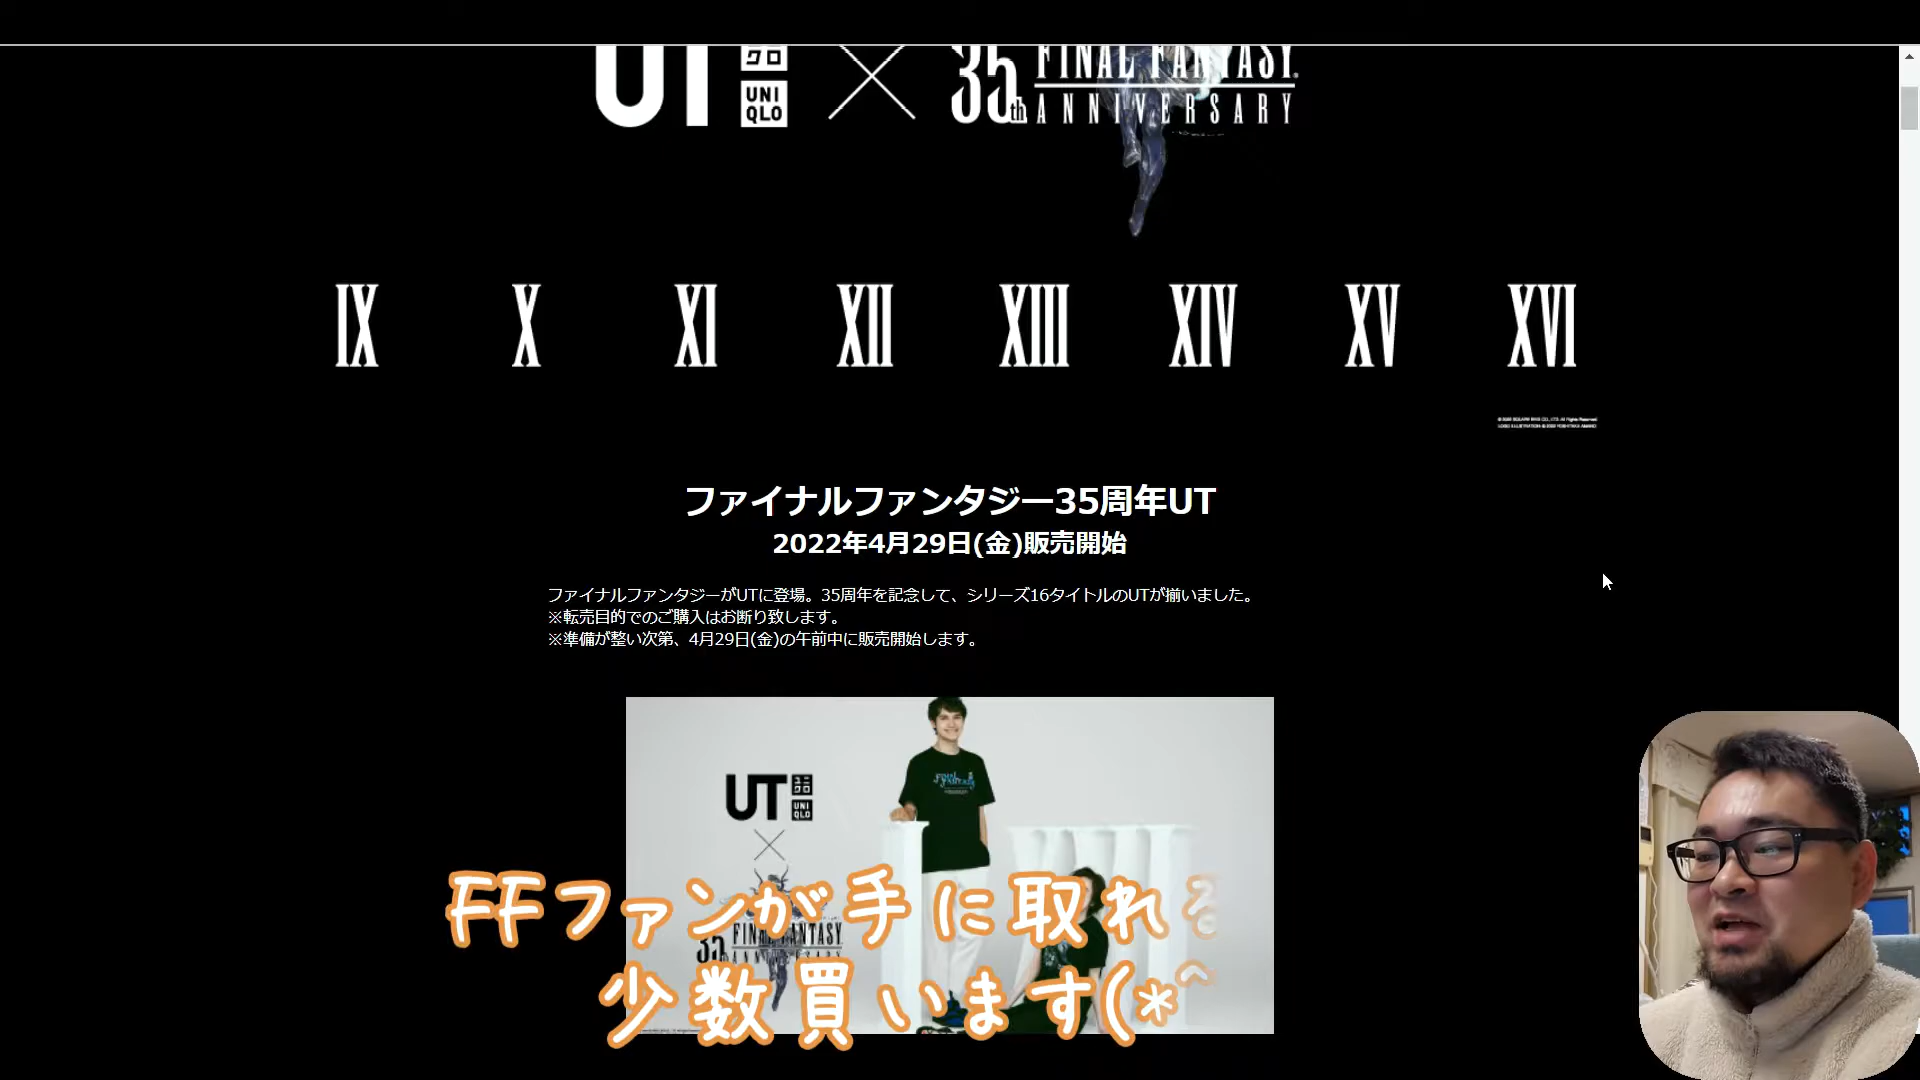 UT ユニクロ UNIQLO × 35th FINAL FANTASY ANNIVERSARY
IX X XI XII XIII XIV XV XVI
ファイナルファンタジー35周年UT
2022年4月29日(金)販売開始
ファイナルファンタジーがUTに登場。35周年を記念して、シリーズ16タイトルのUTが揃いました。
※転売目的でのご購入はお断り致します。
※準備が整い次第、4月29日(金)の午前中に販売開始します。
UT ユニクロ UNIQLO
×
35 FINAL FANTASY
FFファンが手に取れる
少数買います(*^